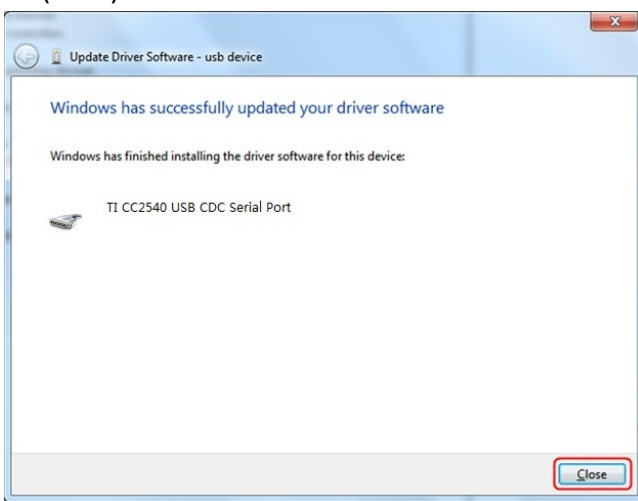 Update Driver Software - usb device
Windows has successfully updated your driver software
Windows has finished installing the driver software for this device:
TI CC2540 USB CDC Serial Port
Close